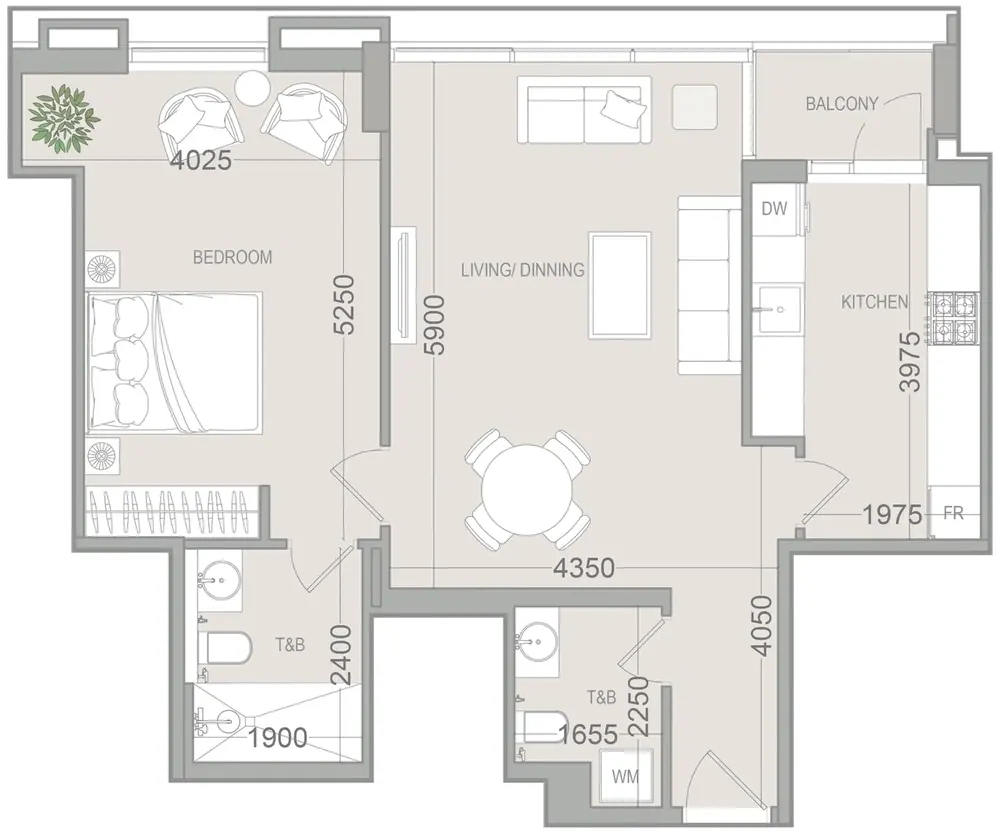 BALCONY
4025
DW
BEDROOM
LIVING/ DINNING
5250
5900
KITCHEN
3975
1975
FR
4350
4050
T&B
2400
T&B
2250
1900
1655
WM